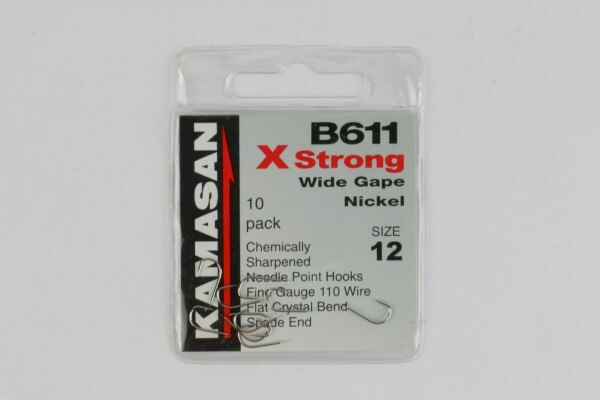 KAMASAN
B611
X Strong
Wide Gape
Nickel
10
pack
SIZE
12
Chemically
Sharpened
Needle Point Hooks
Fine Gauge 110 Wire
Flat Crystal Bend
Spade End